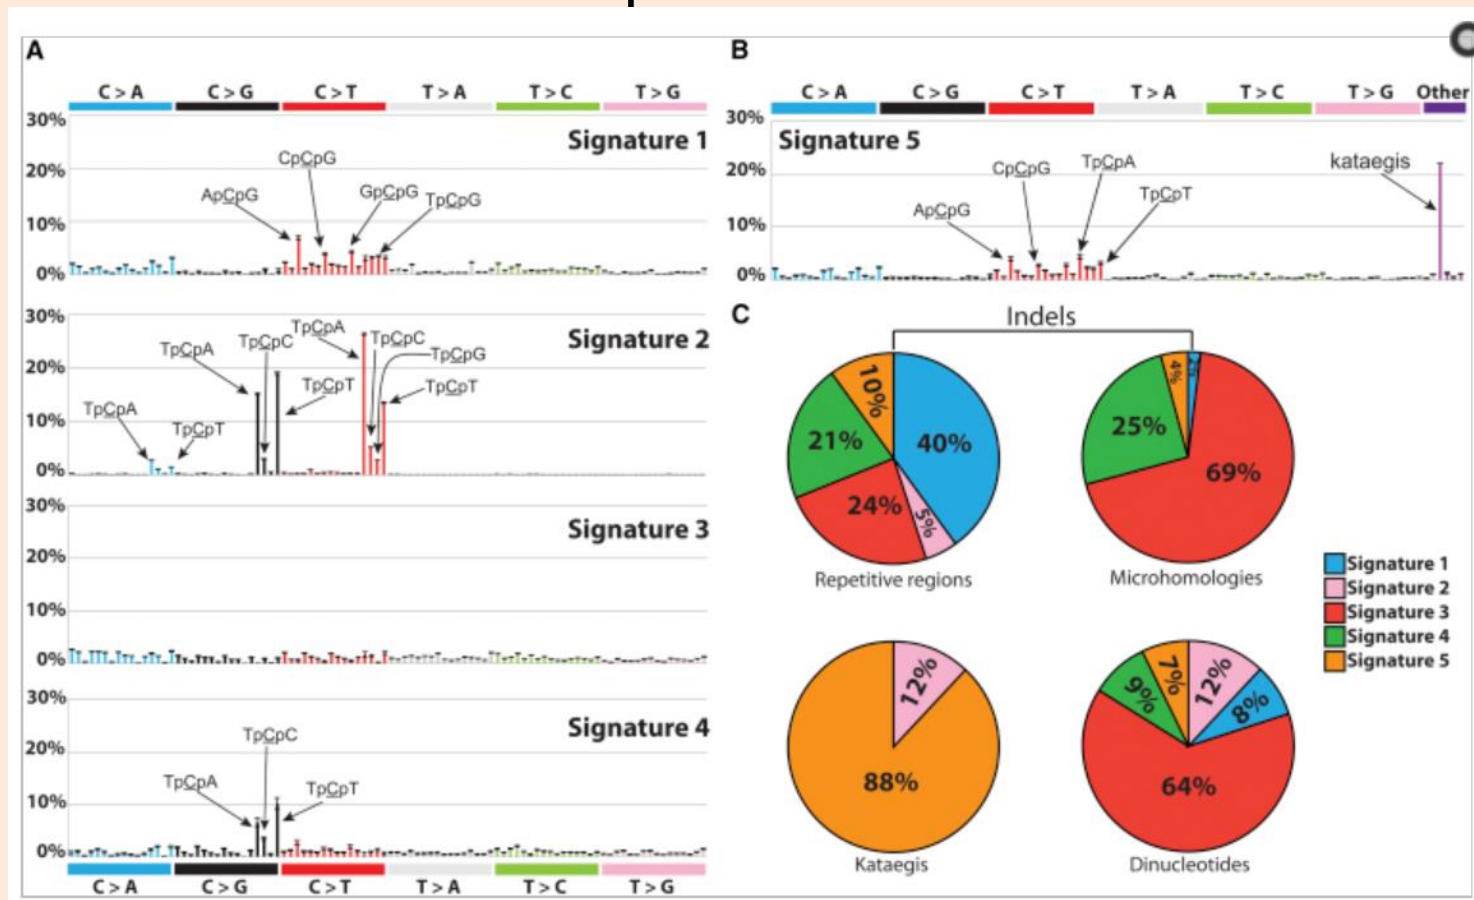 A
C > A C > G C > T T > A T > C T > G
30%
20%
10%
0%
Signature 1
ApCpG
CpCpG
GpCpG
TpCpG
30%
20%
10%
0%
Signature 2
TpCpA
TpCpT
TpCpA
TpCpC
TpCpT
TpCpA
TpCpC
TpCpG
TpCpT
30%
20%
10%
0%
Signature 3
30%
20%
10%
0%
Signature 4
TpCpA
TpCpC
TpCpT
C > A C > G C > T T > A T > C T > G
B
C > A C > G C > T T > A T > C T > G Other
30%
20%
10%
0%
Signature 5
ApCpG
CpCpG
TpCpA
TpCpT
kataegis
C
Indels
10%
40%
21%
24%
5%
Repetitive regions
4%
2%
25%
69%
Microhomologies
12%
88%
Kataegis
9%
7%
12%
8%
64%
Dinucleotides
Signature 1
Signature 2
Signature 3
Signature 4
Signature 5